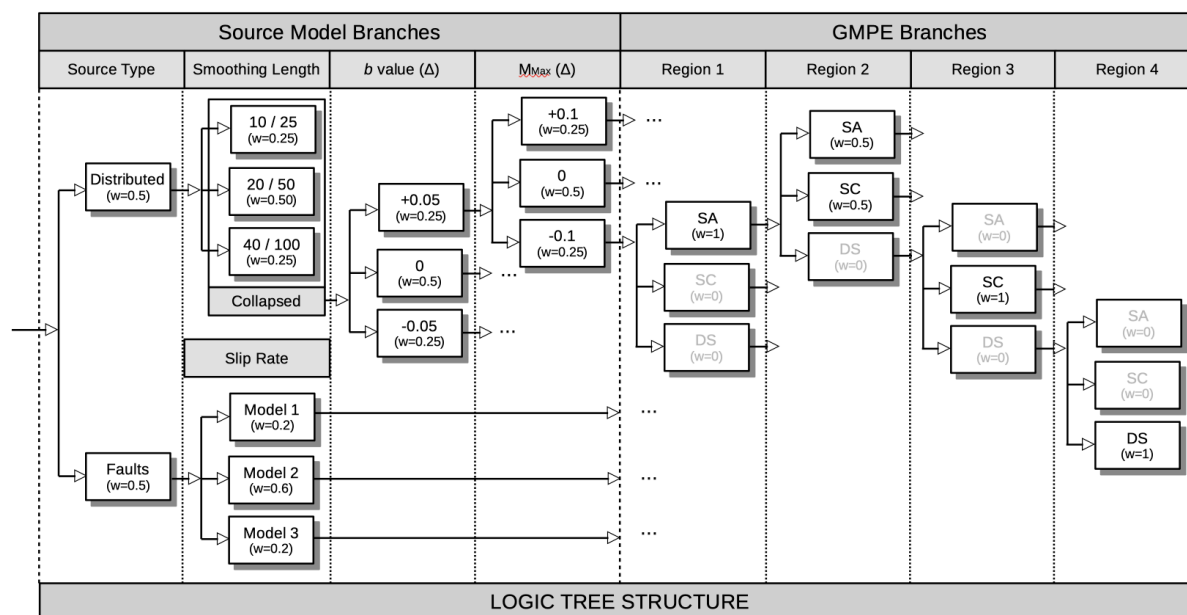 Source Model Branches
GMPE Branches
Source Type
Smoothing Length
b value (Δ)
MMax (Δ)
Region 1
Region 2
Region 3
Region 4
Distributed
(w=0.5)
10 / 25
(w=0.25)
20 / 50
(w=0.50)
40 / 100
(w=0.25)
Collapsed
+0.05
(w=0.25)
0
(w=0.5)
...
-0.05
(w=0.25)
...
+0.1
(w=0.25)
...
0
(w=0.5)
...
-0.1
(w=0.25)
SA
(w=1)
SC
(w=0)
DS
(w=0)
SA
(w=0.5)
SC
(w=0.5)
DS
(w=0)
SA
(w=0)
SC
(w=1)
DS
(w=0)
SA
(w=0)
SC
(w=0)
DS
(w=1)
Slip Rate
Faults
(w=0.5)
Model 1
(w=0.2)
...
Model 2
(w=0.6)
...
Model 3
(w=0.2)
...
LOGIC TREE STRUCTURE